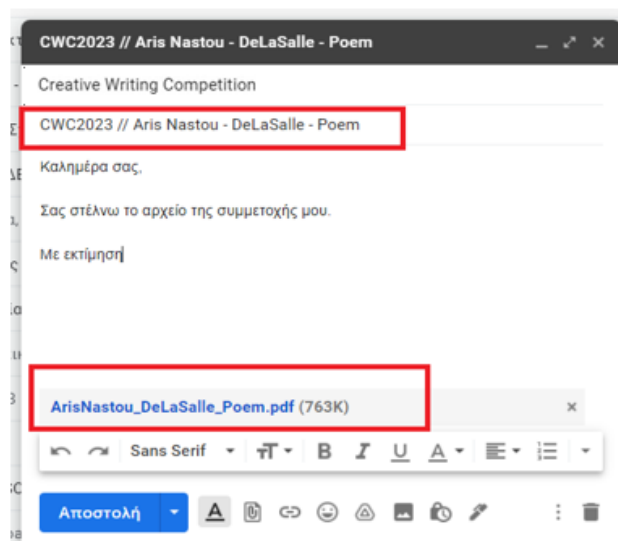 CWC2023 // Aris Nastou - DeLaSalle - Poem
Creative Writing Competition
CWC2023 // Aris Nastou - DeLaSalle - Poem
Καλημέρα σας,
Σας στέλνω το αρχείο της συμμετοχής μου.
Με εκτίμηση
ArisNastou_DeLaSalle_Poem.pdf (763K)
Sans Serif
Αποστολή